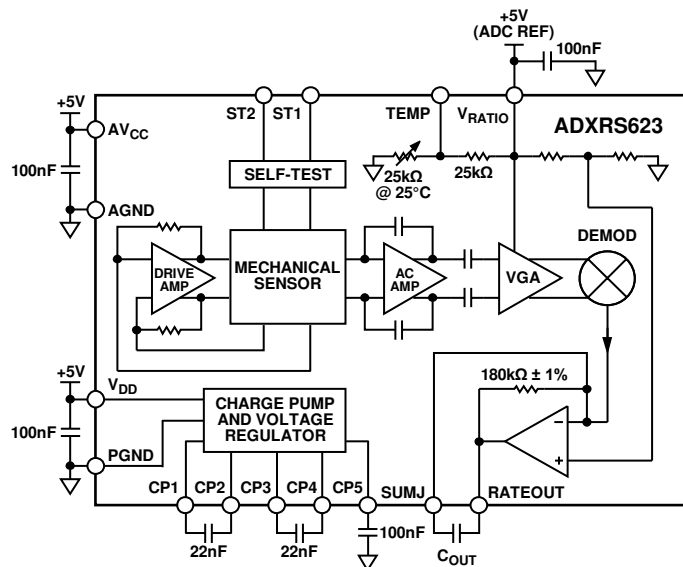 +5V
(ADC REF)
100nF
+5V
ST2
ST1
TEMP
VRATIO
ADXRS623
AVCC
100nF
25kΩ
@ 25°C
25kΩ
SELF-TEST
AGND
DEMOD
DRIVE
AMP
MECHANICAL
SENSOR
AC
AMP
VGA
+5V
VDD
180kΩ ± 1%
100nF
CHARGE PUMP
AND VOLTAGE
REGULATOR
–
+
PGND
CP1
CP2
CP3
CP4
CP5
SUMJ
RATEOUT
22nF
22nF
100nF
COUT